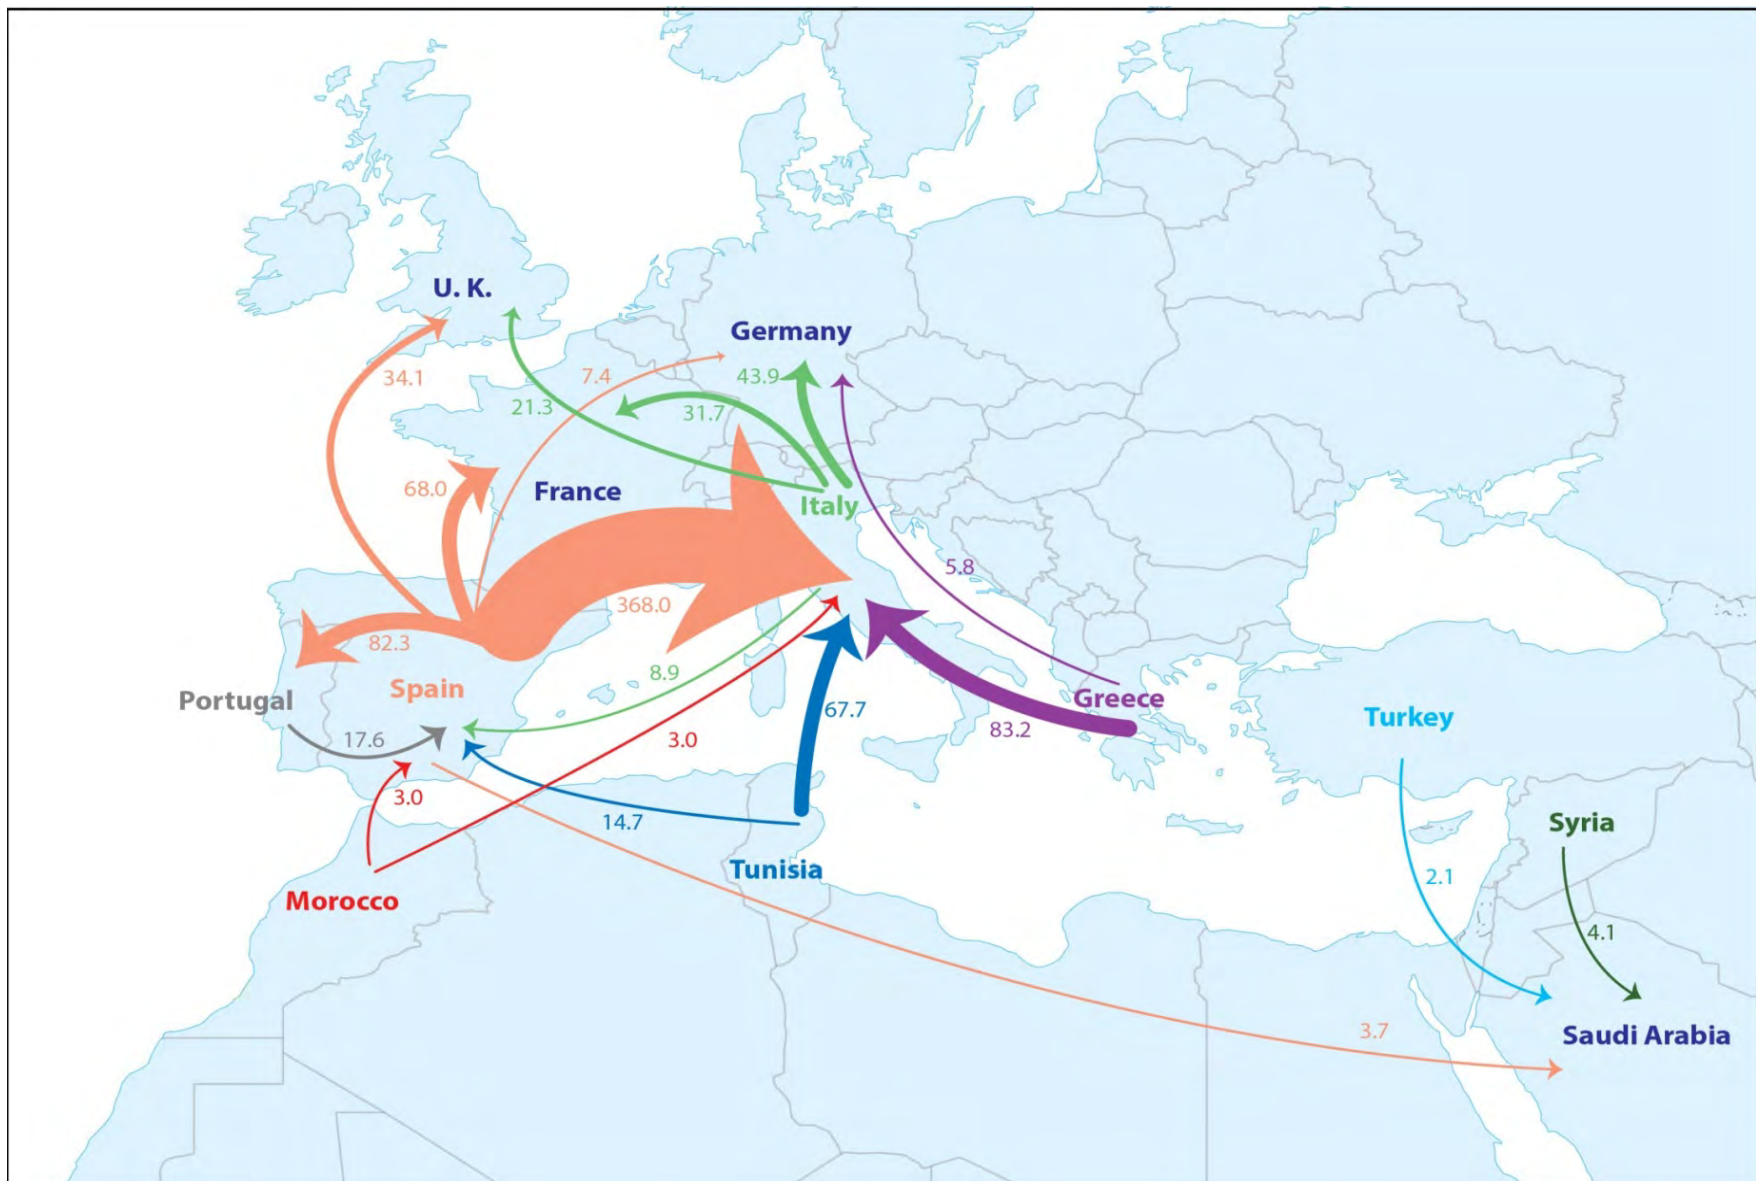 U. K.
Germany
34.1
7.4
43.9
21.3
31.7
68.0
France
Italy
5.8
368.0
82.3
8.9
Spain
Portugal
Greece
67.7
Turkey
83.2
17.6
3.0
3.0
14.7
Syria
Tunisia
2.1
Morocco
4.1
3.7
Saudi Arabia